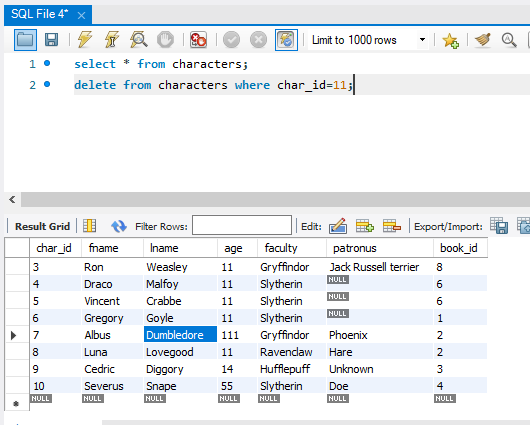 SQL File 4* ×
Limit to 1000 rows
1 select * from characters;
2 delete from characters where char_id=11;
Result Grid Filter Rows: Edit: Export/Import:
char_id fname lname age faculty patronus book_id
3 Ron Weasley 11 Gryffindor Jack Russell terrier 8
4 Draco Malfoy 11 Slytherin NULL 6
5 Vincent Crabbe 11 Slytherin NULL 6
6 Gregory Goyle 11 Slytherin NULL 1
7 Albus Dumbledore 111 Gryffindor Phoenix 2
8 Luna Lovegood 11 Ravenclaw Hare 2
9 Cedric Diggory 14 Hufflepuff Unknown 3
10 Severus Snape 55 Slytherin Doe 4
NULL NULL NULL NULL NULL NULL NULL